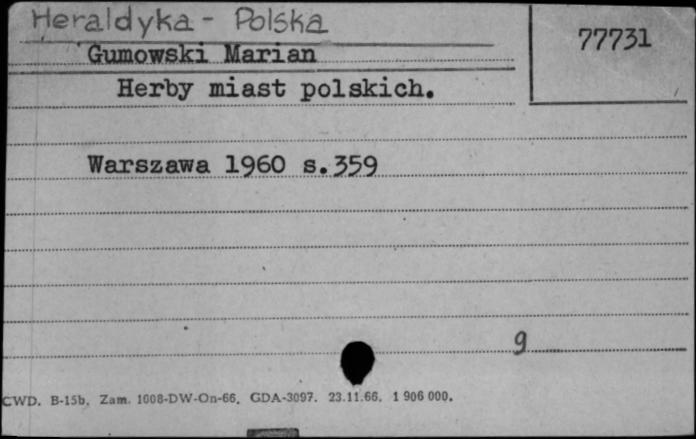 Heraldyka - Polska
77731
Gumowski Marian
Herby miast polskich.
Warszawa 1960 s.359
g
CWD. B-15b. Zam. 1008-DW-On-66. GDA-3097. 23.11.66. 1 906 000.